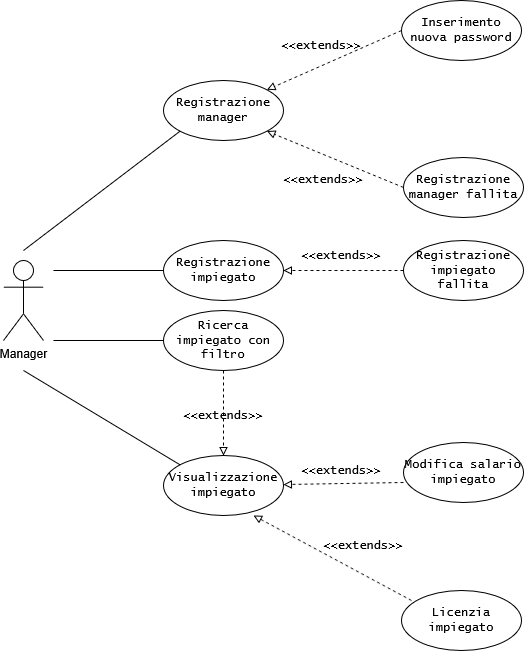 Inserimento
nuova password
<<extends>>
Registrazione
manager
<<extends>>
Registrazione
manager fallita
Registrazione
impiegato
<<extends>>
Registrazione
impiegato
fallita
Manager
Ricerca
impiegato con
filtro
<<extends>>
Visualizzazione
impiegato
<<extends>>
Modifica salario
impiegato
<<extends>>
Licenzia
impiegato